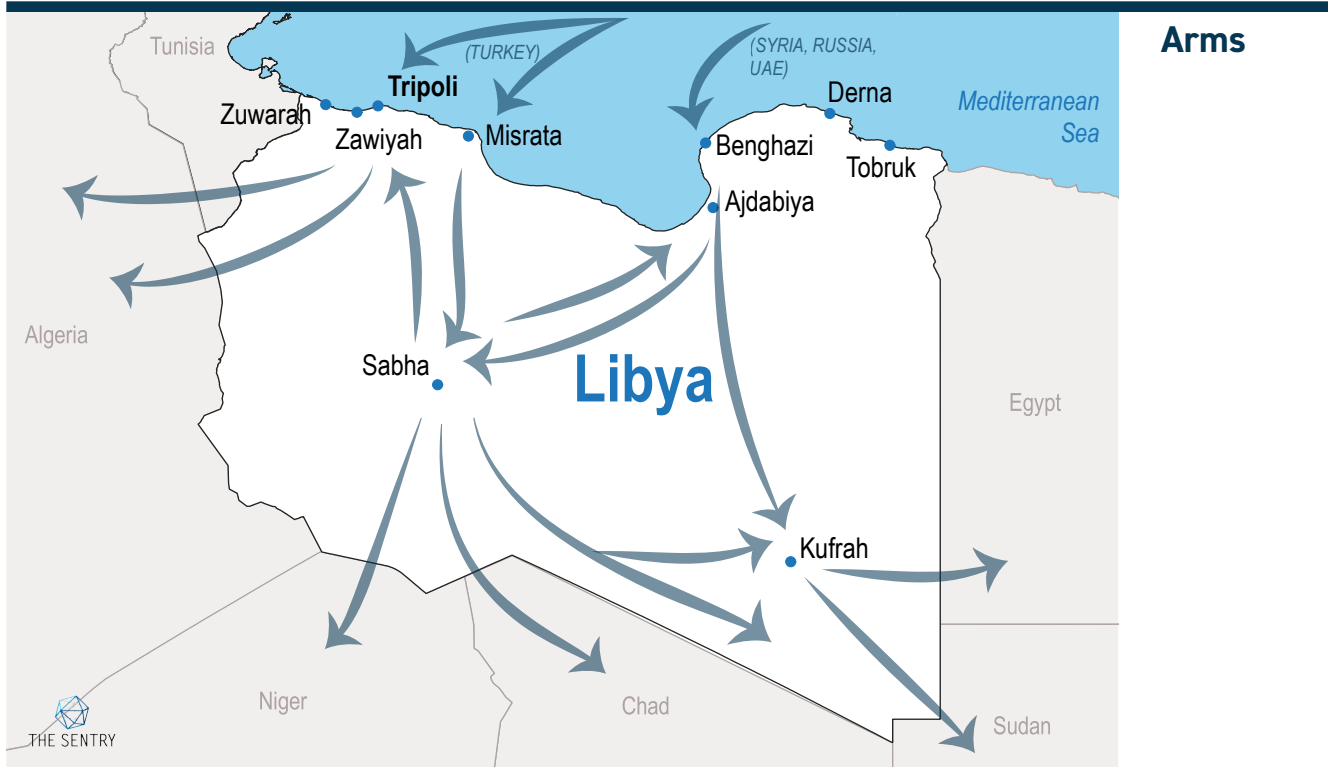 Arms
Tunisia
(TURKEY)
(SYRIA, RUSSIA,
UAE)
Tripoli
Zuwarah
Zawiyah
Misrata
Benghazi
Derna
Mediterranean
Sea
Tobruk
Ajdabiya
Algeria
Sabha
Libya
Egypt
Kufrah
Niger
Chad
Sudan
THE SENTRY